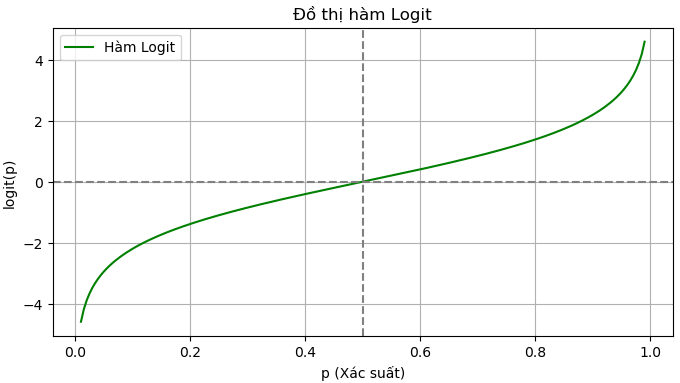 Đồ thị hàm Logit
Hàm Logit
logit(p)
4
2
0
−2
−4
0.0 0.2 0.4 0.6 0.8 1.0
p (Xác suất)